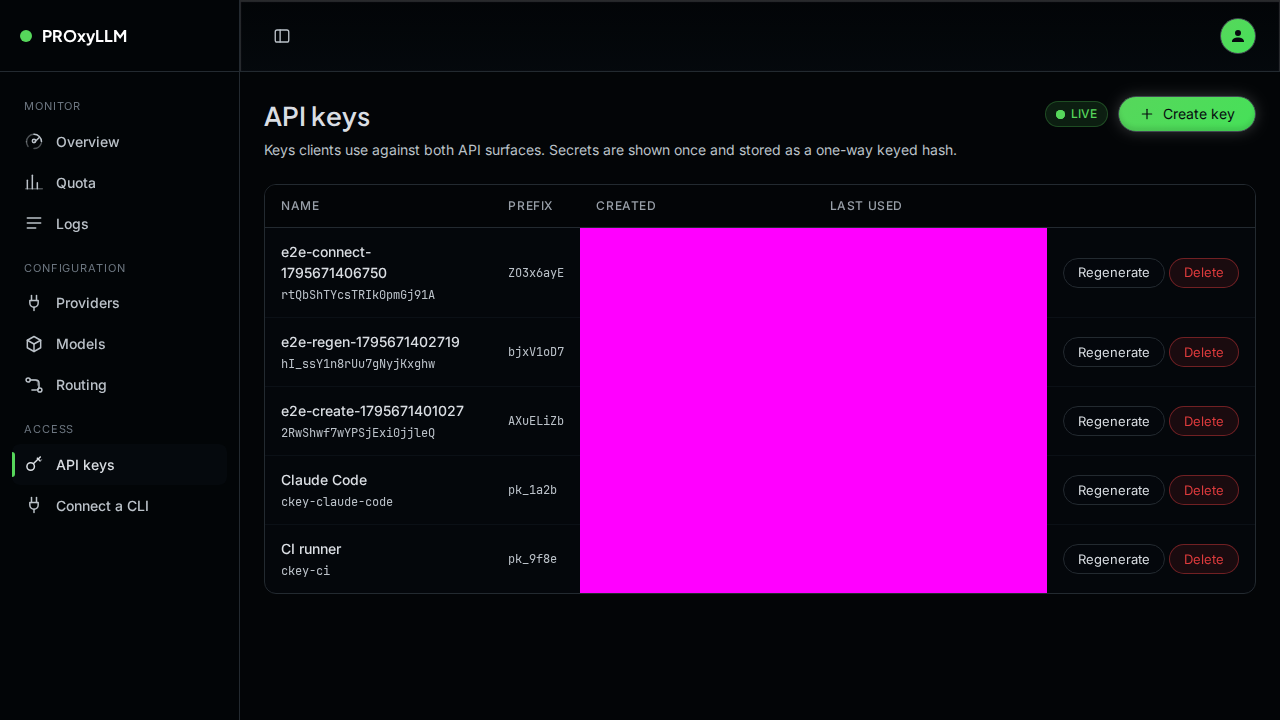 PROxyLLM
MONITOR
Overview
Quota
Logs
CONFIGURATION
Providers
Models
Routing
ACCESS
API keys
Connect a CLI
API keys
LIVE
Create key
Keys clients use against both API surfaces. Secrets are shown once and stored as a one-way keyed hash.
NAME PREFIX CREATED LAST USED
e2e-connect-
1795671406750
rtQbShTYcsTRIk0pmGj91A
ZO3x6ayE
Regenerate Delete
e2e-regen-1795671402719
hI_ssY1n8rUu7gNyjKxghw
bjxV1oD7
Regenerate Delete
e2e-create-1795671401027
2RwShwf7wYPSjExi0jjleQ
AXuELiZb
Regenerate Delete
Claude Code
ckey-claude-code
pk_1a2b
Regenerate Delete
CI runner
ckey-ci
pk_9f8e
Regenerate Delete